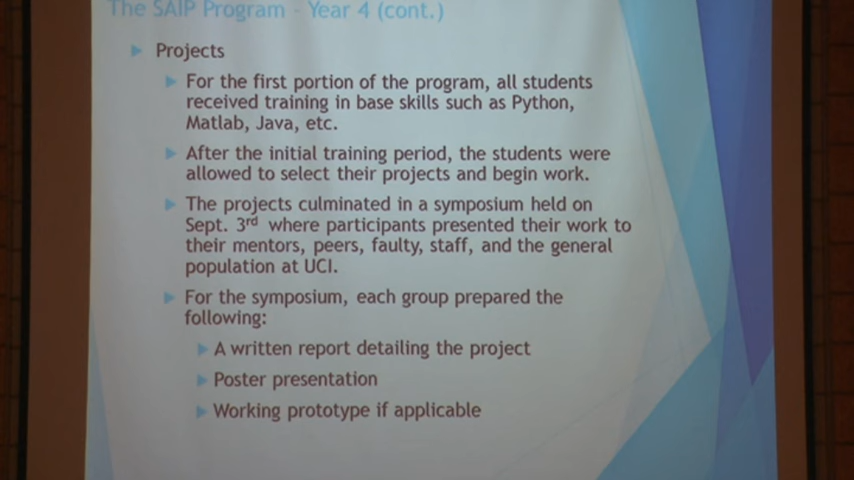 The SAIP Program - Year 4 (cont.)
Projects
For the first portion of the program, all students
received training in base skills such as Python,
Matlab, Java, etc.
After the initial training period, the students were
allowed to select their projects and begin work.
The projects culminated in a symposium held on
Sept. 3rd where participants presented their work to
their mentors, peers, faulty, staff, and the general
population at UCI.
For the symposium, each group prepared the
following:
A written report detailing the project
Poster presentation
Working prototype if applicable